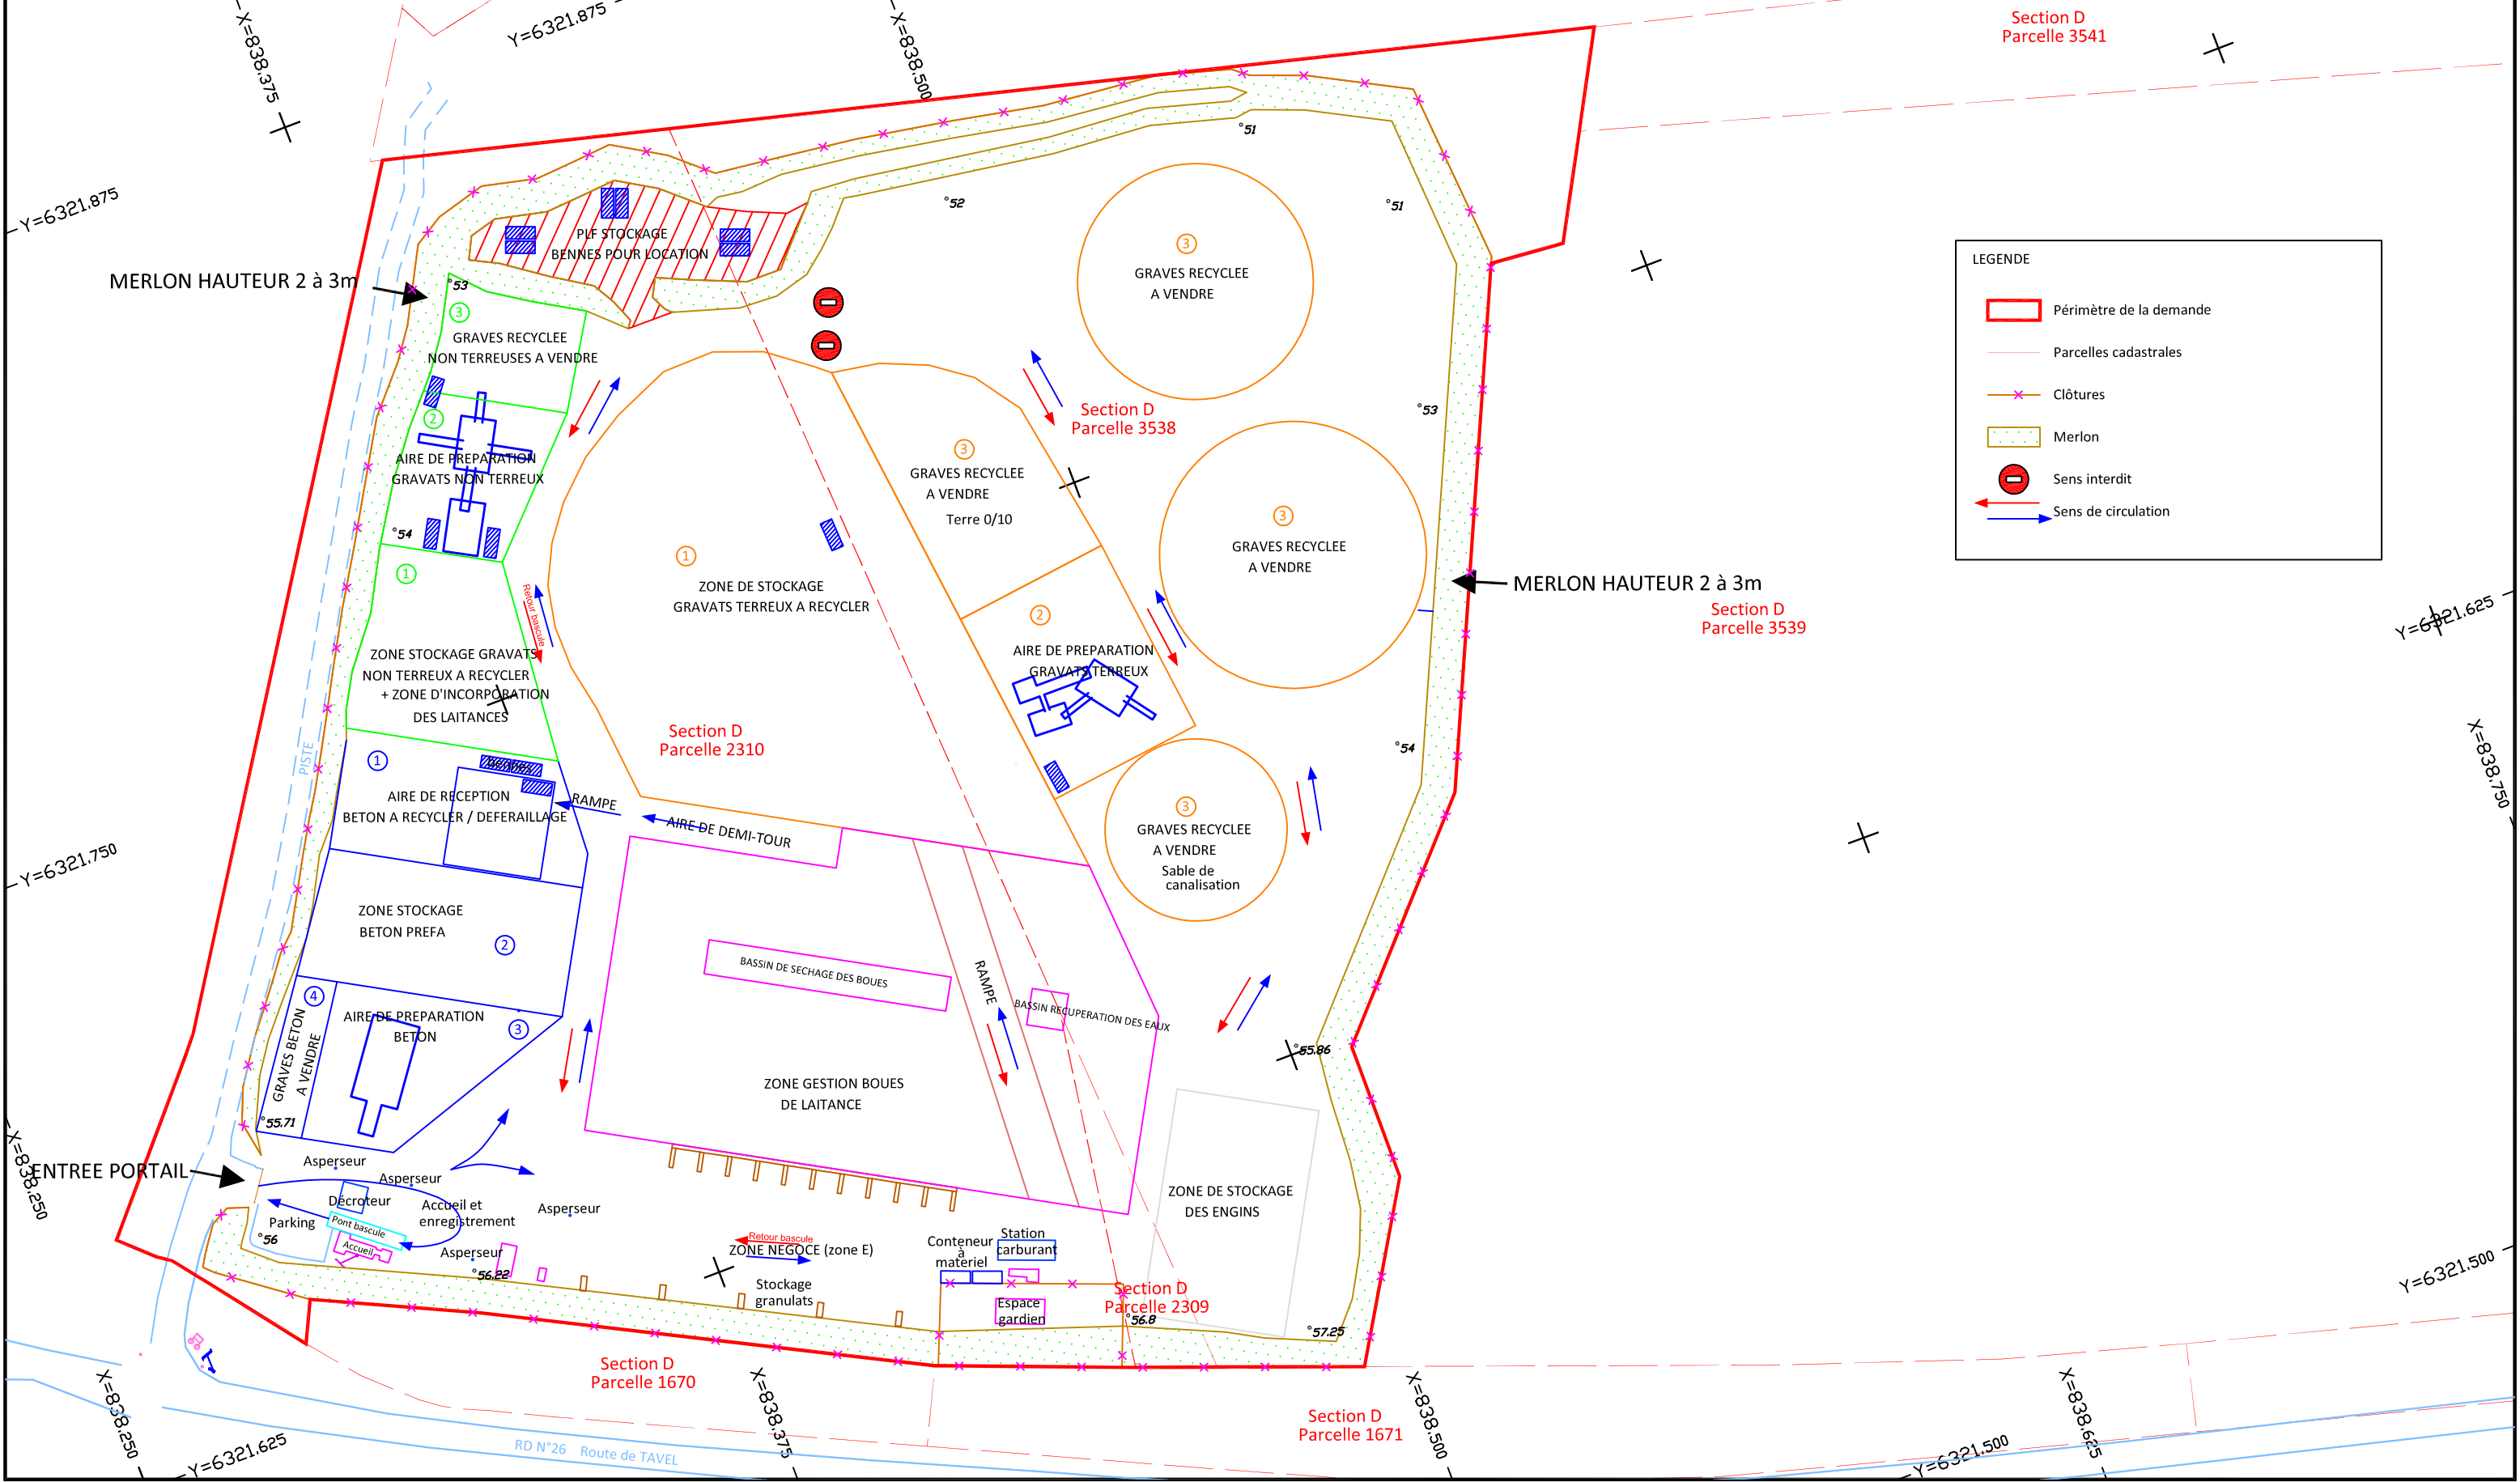 X=838.375
Y=6321.875
X=838.500
Section D
Parcelle 3541
Y=6321.875
°51
°51
°52
PLF STOCKAGE
BENNES POUR LOCATION
3
GRAVES RECYCLEE
A VENDRE
LEGENDE
Périmètre de la demande
Parcelles cadastrales
Clôtures
Merlon
Sens interdit
Sens de circulation
MERLON HAUTEUR 2 à 3m
°53
3
GRAVES RECYCLEE
NON TERREUSES A VENDRE
2
AIRE DE PREPARATION
GRAVATS NON TERREUX
°54
1
ZONE STOCKAGE GRAVATS
NON TERREUX A RECYCLER
+ ZONE D'INCORPORATION
DES LAITANCES
Retour bascule
1
ZONE DE STOCKAGE
GRAVATS TERREUX A RECYCLER
Section D
Parcelle 2310
Section D
Parcelle 3538
3
GRAVES RECYCLEE
A VENDRE
Terre 0/10
°53
3
GRAVES RECYCLEE
A VENDRE
MERLON HAUTEUR 2 à 3m
Section D
Parcelle 3539
Y=6321.625
X=838.750
2
AIRE DE PREPARATION
GRAVATS TERREUX
°54
3
GRAVES RECYCLEE
A VENDRE
Sable de
canalisation
PISTE
1
Bennes
AIRE DE RECEPTION
BETON A RECYCLER / DEFERAILLAGE
RAMPE
AIRE DE DEMI-TOUR
Y=6321.750
ZONE STOCKAGE
BETON PREFA
2
BASSIN DE SECHAGE DES BOUES
RAMPE
BASSIN RECUPERATION DES EAUX
4
GRAVES BETON
A VENDRE
AIRE DE PREPARATION
BETON
3
°55.86
ZONE GESTION BOUES
DE LAITANCE
°55.71
X=838.250
ENTREE PORTAIL
Asperseur
Asperseur
Décroteur
Accueil et
enregistrement
Asperseur
Parking
Pont bascule
Accueil
Asperseur
°56
°56.22
Retour bascule
ZONE NEGOCE (zone E)
Stockage
granulats
Conteneur
à
materiel
Station
carburant
Espace
gardien
ZONE DE STOCKAGE
DES ENGINS
Section D
Parcelle 2309
°56.8
°57.25
Y=6321.500
Section D
Parcelle 1670
Section D
Parcelle 1671
X=838.250
X=838.375
X=838.500
X=838.625
Y=6321.625
RD N°26 Route de TAVEL
Y=6321.500